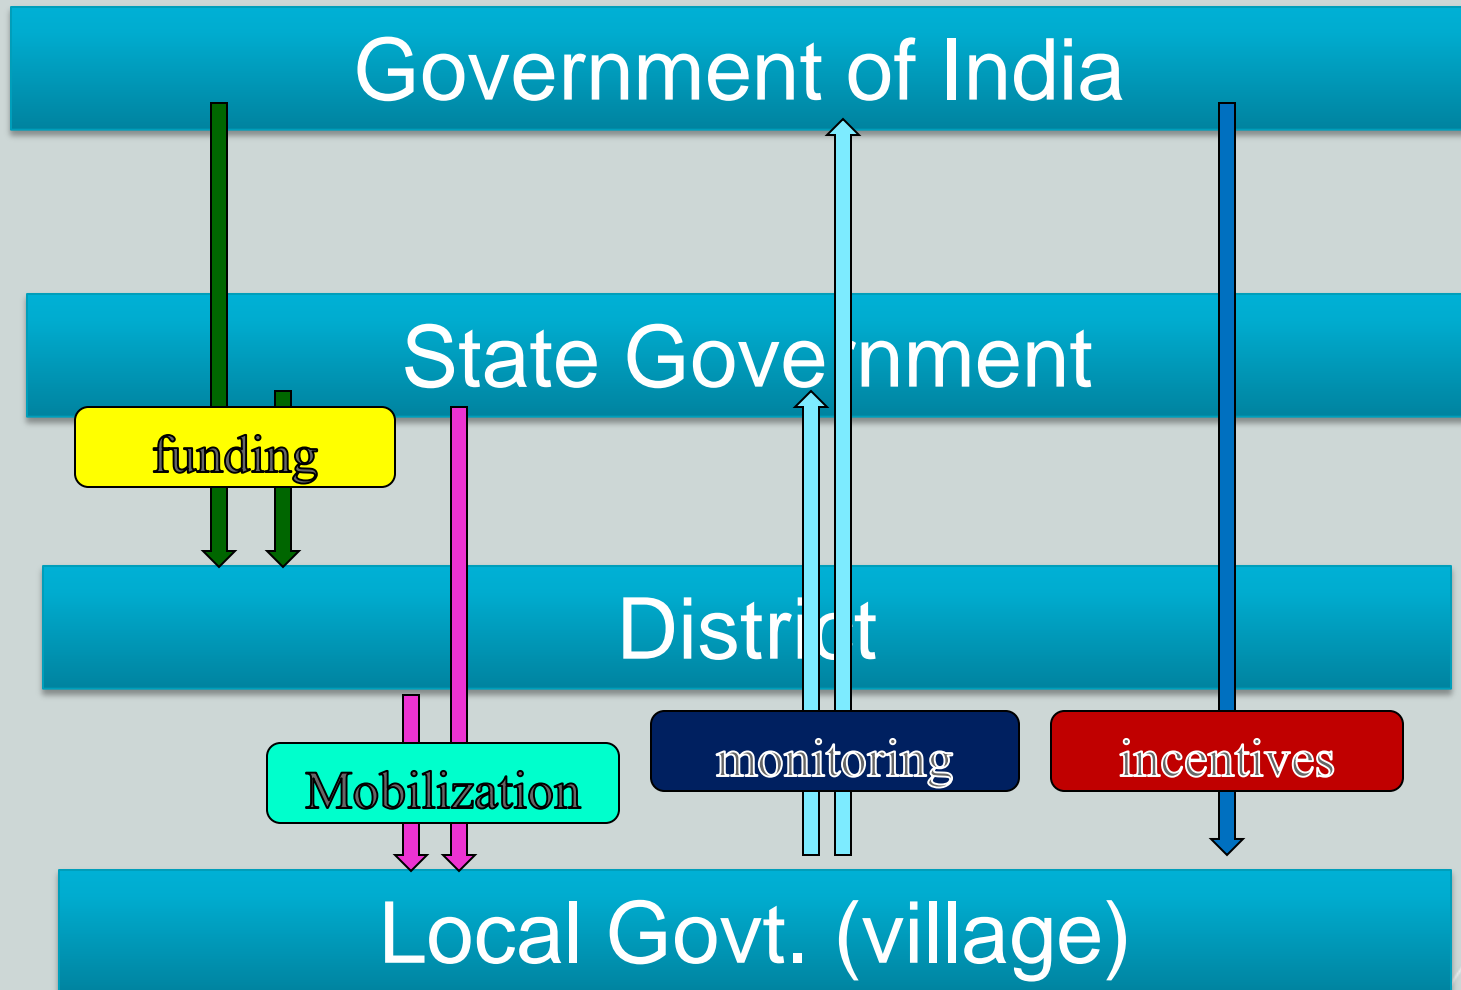 Government of India
State Government
funding
District
monitoring
incentives
Mobilization
Local Govt. (village)